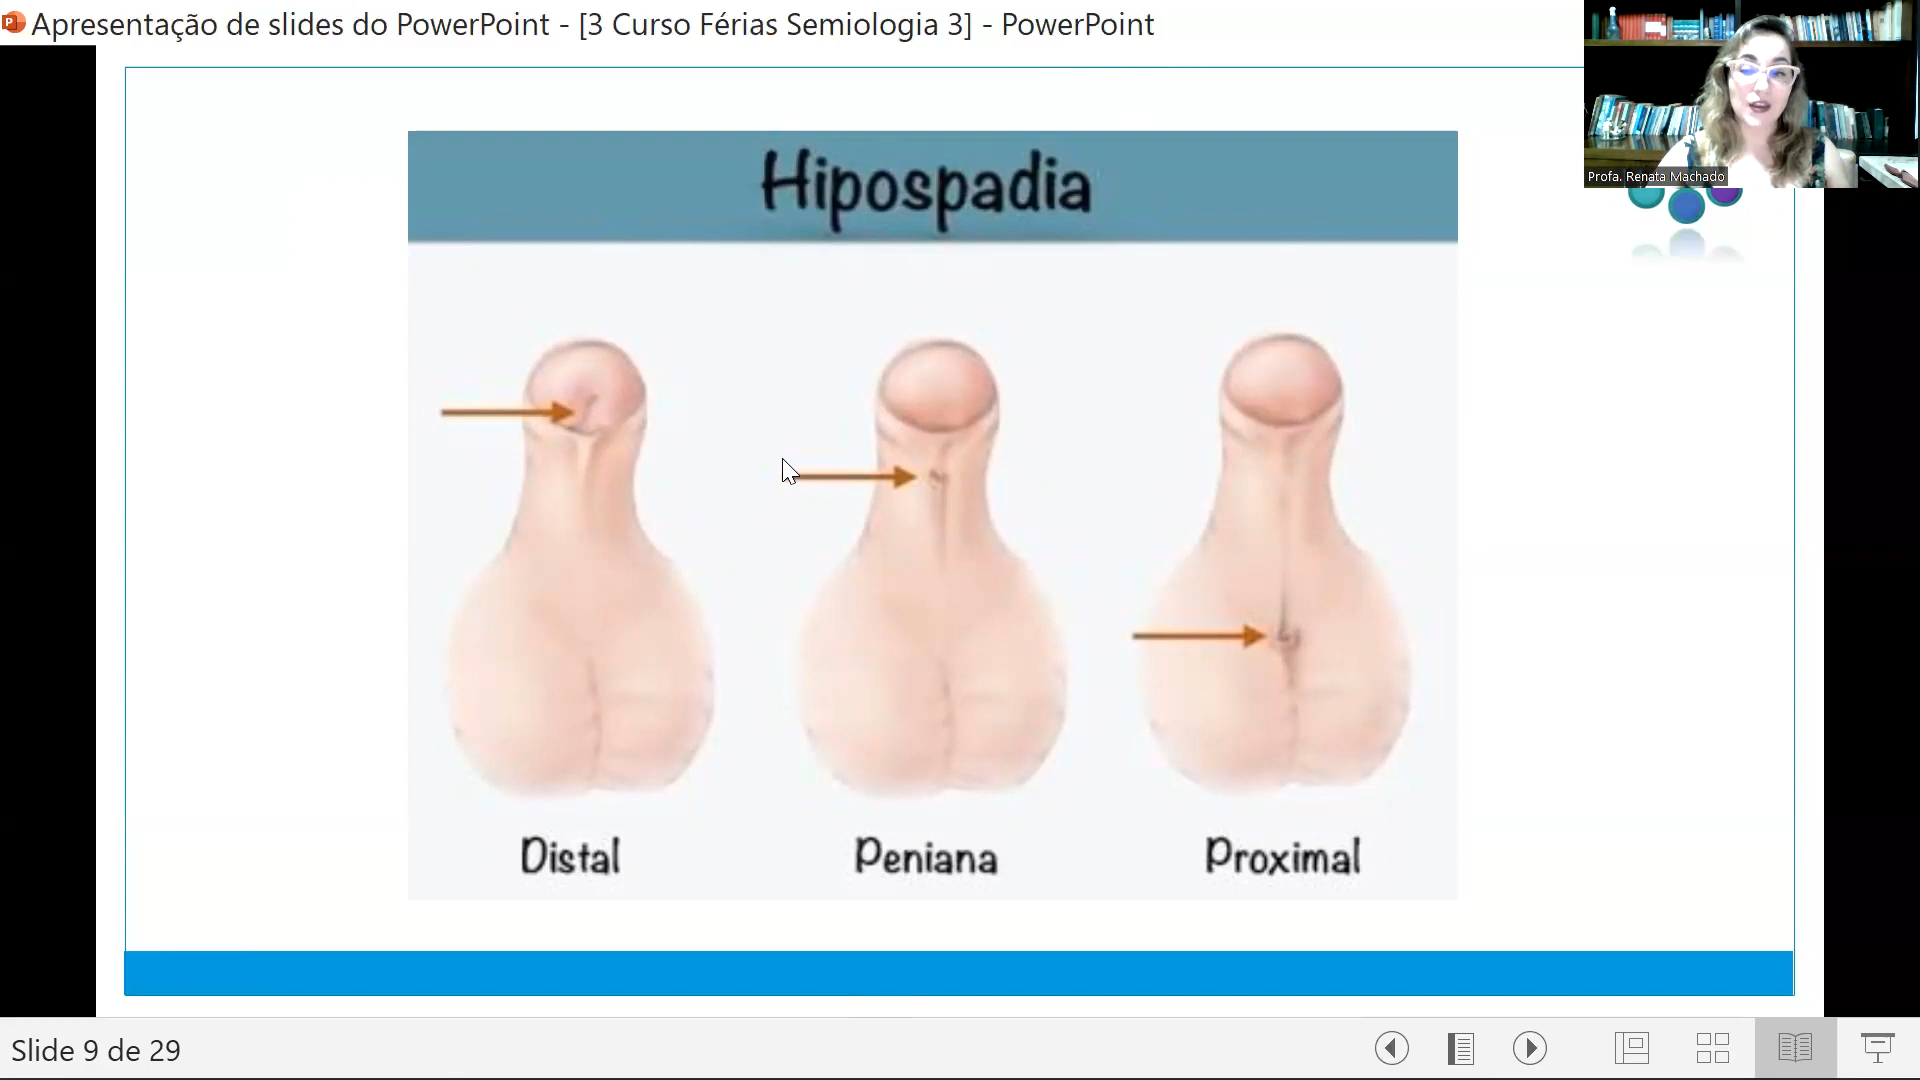 Apresentação de slides do PowerPoint - [3 Curso Férias Semiologia 3] - PowerPoint
Profa. Renata Machado
Hipospadia
Distal
Peniana
Proximal
Slide 9 de 29